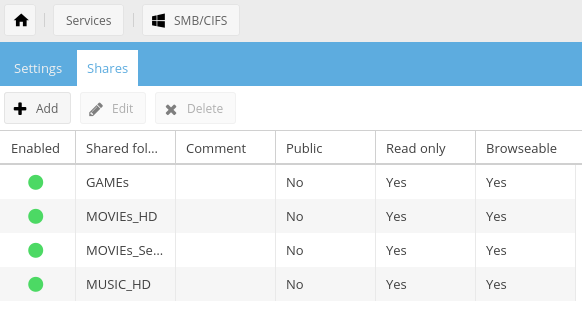 Services SMB/CIFS
Settings Shares
Add Edit Delete
Enabled Shared fol... Comment Public Read only Browseable
GAMEs No Yes Yes
MOVIEs_HD No Yes Yes
MOVIEs_Se... No Yes Yes
MUSIC_HD No Yes Yes